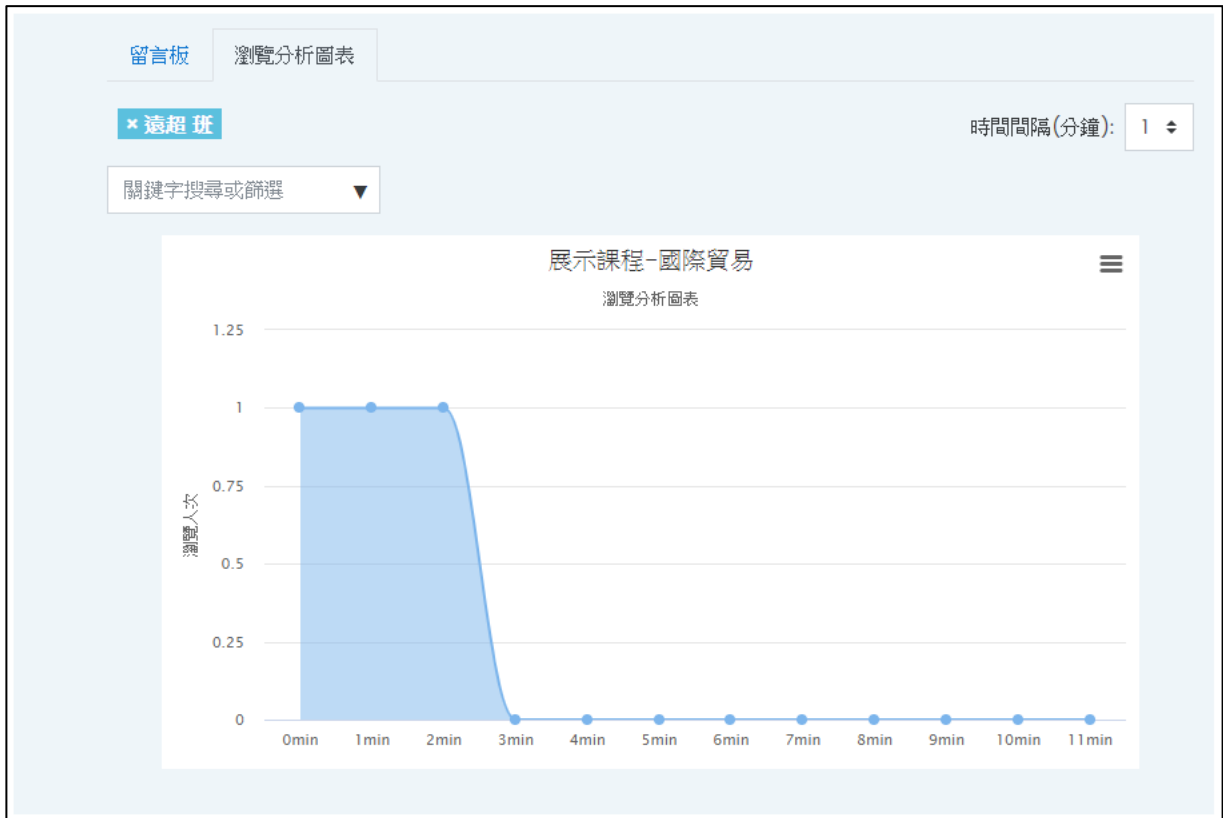 留言板 瀏覽分析圖表
× 遠超 班
時間間隔(分鐘): 1
關鍵字搜尋或篩選 ▼
展示課程-國際貿易
瀏覽分析圖表
瀏覽人次
1.25
1
0.75
0.5
0.25
0
0min 1min 2min 3min 4min 5min 6min 7min 8min 9min 10min 11min